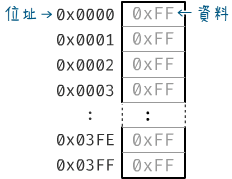 位址→ 0x0000 0xFF ←資料
0x0001 0xFF
0x0002 0xFF
0x0003 0xFF
: :
0x03FE 0xFF
0x03FF 0xFF